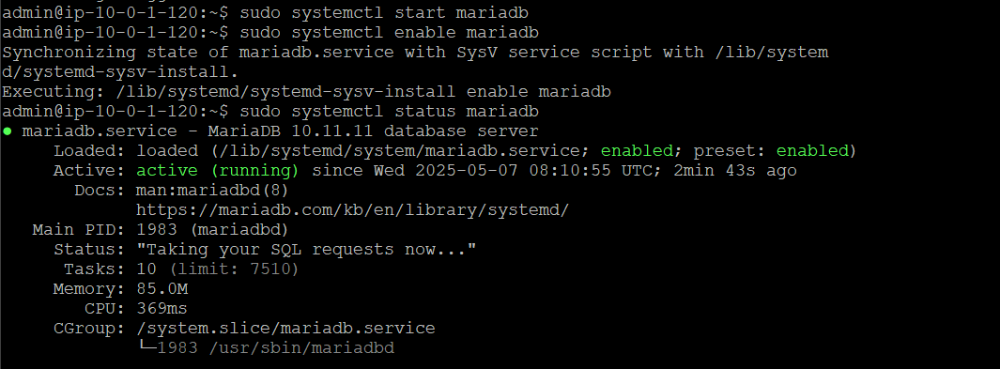 admin@ip-10-0-1-120:~$ sudo systemctl start mariadb
admin@ip-10-0-1-120:~$ sudo systemctl enable mariadb
Synchronizing state of mariadb.service with SysV service script with /lib/system
d/systemd-sysv-install.
Executing: /lib/systemd/systemd-sysv-install enable mariadb
admin@ip-10-0-1-120:~$ sudo systemctl status mariadb
● mariadb.service - MariaDB 10.11.11 database server
     Loaded: loaded (/lib/systemd/system/mariadb.service; enabled; preset: enabled)
     Active: active (running) since Wed 2025-05-07 08:10:55 UTC; 2min 43s ago
       Docs: man:mariadbd(8)
             https://mariadb.com/kb/en/library/systemd/
   Main PID: 1983 (mariadbd)
     Status: "Taking your SQL requests now..."
      Tasks: 10 (limit: 7510)
     Memory: 85.0M
        CPU: 369ms
     CGroup: /system.slice/mariadb.service
             └─1983 /usr/sbin/mariadbd